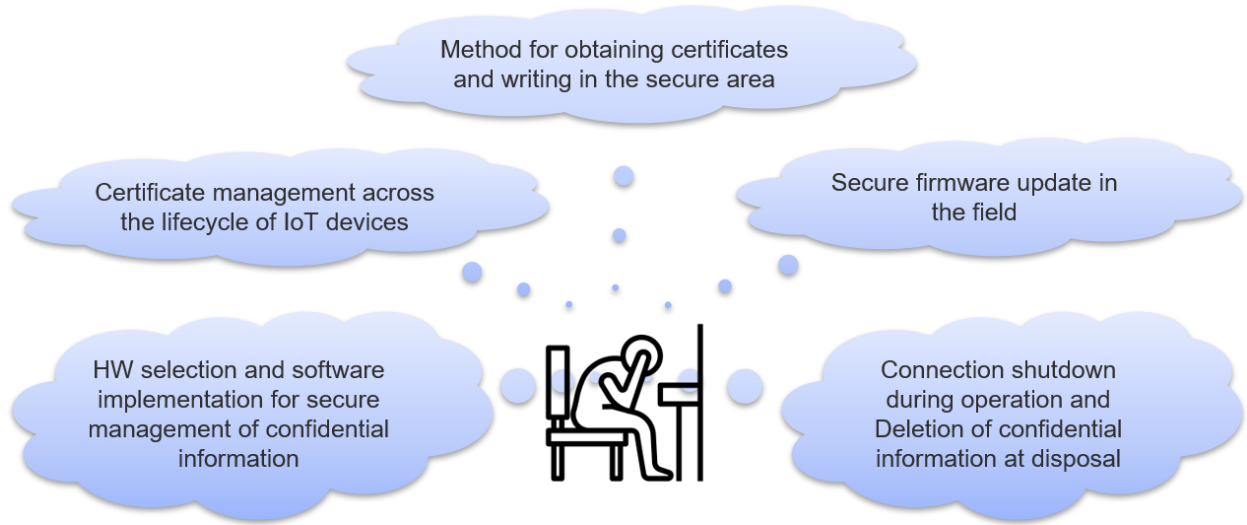 Method for obtaining certificates
and writing in the secure area
Certificate management across
the lifecycle of IoT devices
Secure firmware update in
the field
HW selection and software
implementation for secure
management of confidential
information
Connection shutdown
during operation and
Deletion of confidential
information at disposal